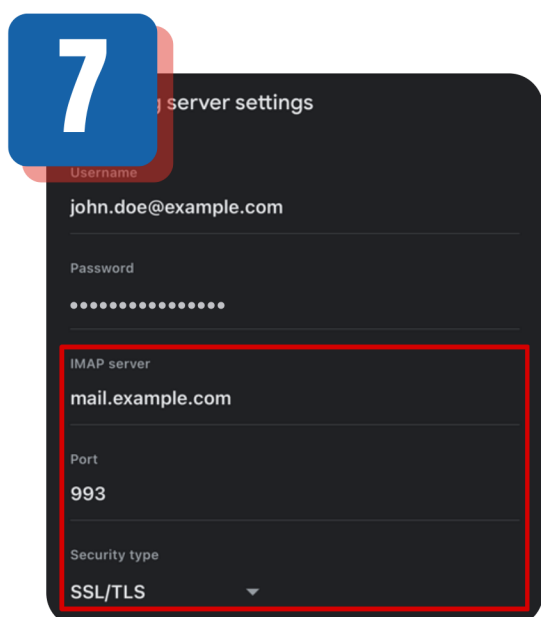 7
server settings
Username
john.doe@example.com
Password
••••••••••••••••
IMAP server
mail.example.com
Port
993
Security type
SSL/TLS